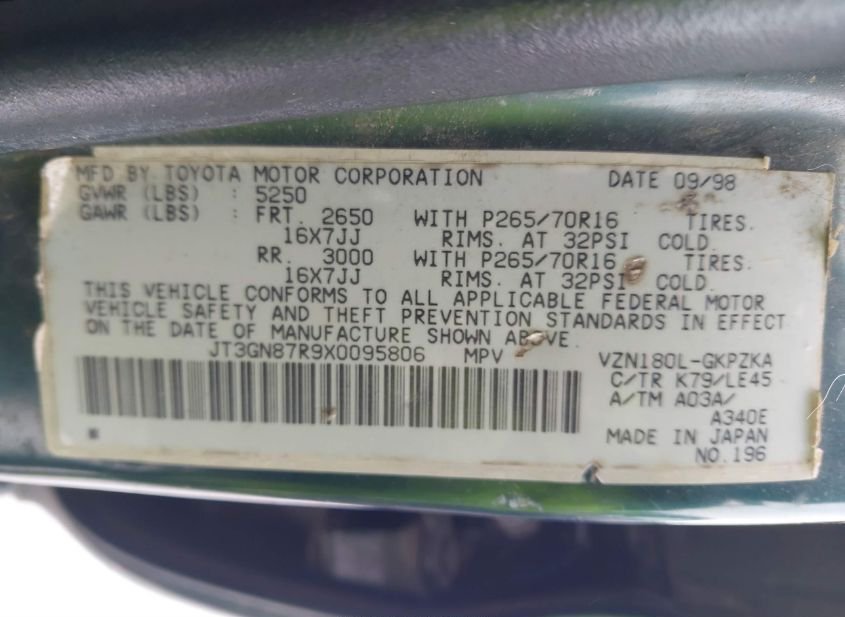 MFD BY TOYOTA MOTOR CORPORATION DATE 09/98
GVWR (LBS) : 5250
GAWR (LBS) : FRT. 2650 WITH P265/70R16 TIRES.
16X7JJ RIMS. AT 32PSI COLD.
RR. 3000 WITH P265/70R16 TIRES.
16X7JJ RIMS. AT 32PSI COLD.
THIS VEHICLE CONFORMS TO ALL APPLICABLE FEDERAL MOTOR
VEHICLE SAFETY AND THEFT PREVENTION STANDARDS IN EFFECT
ON THE DATE OF MANUFACTURE SHOWN ABOVE.
JT3GN87R9X0095806 MPV VZN180L-GKPZKA
C/TR K79/LE45
A/TM A03A/
A340E
MADE IN JAPAN
NO.196